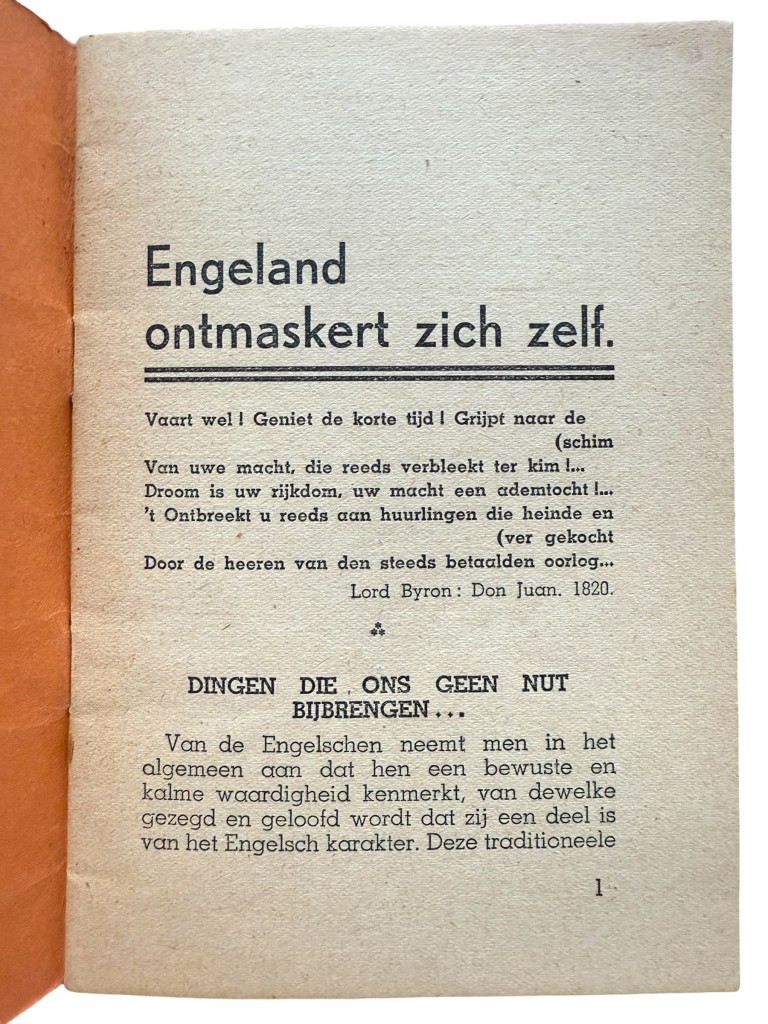 Engeland
ontmaskert zich zelf.
Vaart wel! Geniet de korte tijd! Grijpt naar de
(schim
Van uwe macht, die reeds verbleekt ter kim!...
Droom is uw rijkdom, uw macht een ademtocht!...
't Ontbreekt u reeds aan huurlingen die heinde en
(ver gekocht
Door de heeren van den steeds betaalden oorlog...
Lord Byron: Don Juan. 1820.
⁂
DINGEN DIE ONS GEEN NUT
BIJBRENGEN...
Van de Engelschen neemt men in het
algemeen aan dat hen een bewuste en
kalme waardigheid kenmerkt, van dewelke
gezegd en geloofd wordt dat zij een deel is
van het Engelsch karakter. Deze traditioneele
1